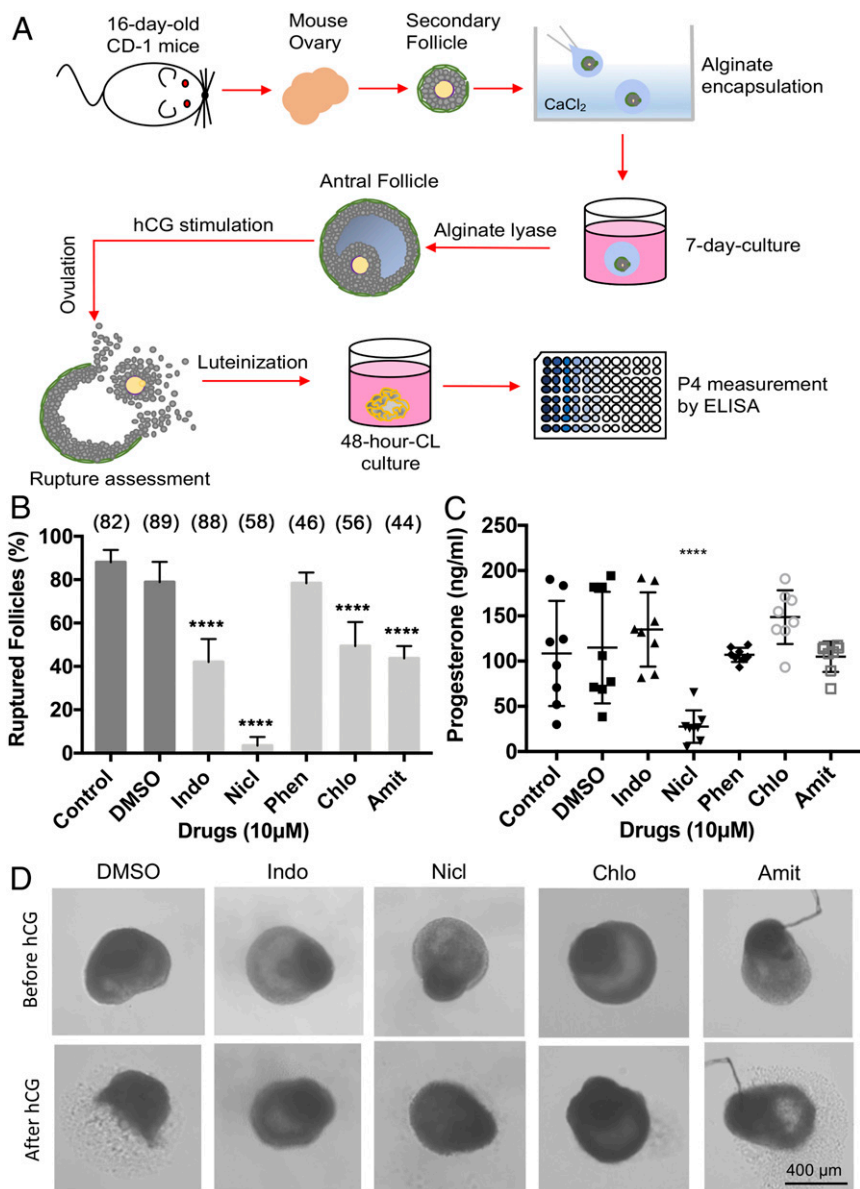 A
16-day-old
CD-1 mice
Mouse
Ovary
Secondary
Follicle
CaCl₂
Alginate
encapsulation
Antral Follicle
hCG stimulation
Alginate lyase
7-day-culture
Ovulation
Luteinization
Rupture assessment
48-hour-CL
culture
P4 measurement
by ELISA
B
(82) (89) (88) (58) (46) (56) (44)
Ruptured Follicles (%)
100
80
60
40
20
0
**** **** **** ****
Control DMSO Indo Nicl Phen Chlo Amit
Drugs (10µM)
C
Progesterone (ng/ml)
250
200
150
100
50
0
****
Control DMSO Indo Nicl Phen Chlo Amit
Drugs (10µM)
D
DMSO Indo Nicl Chlo Amit
Before hCG
After hCG
400 µm